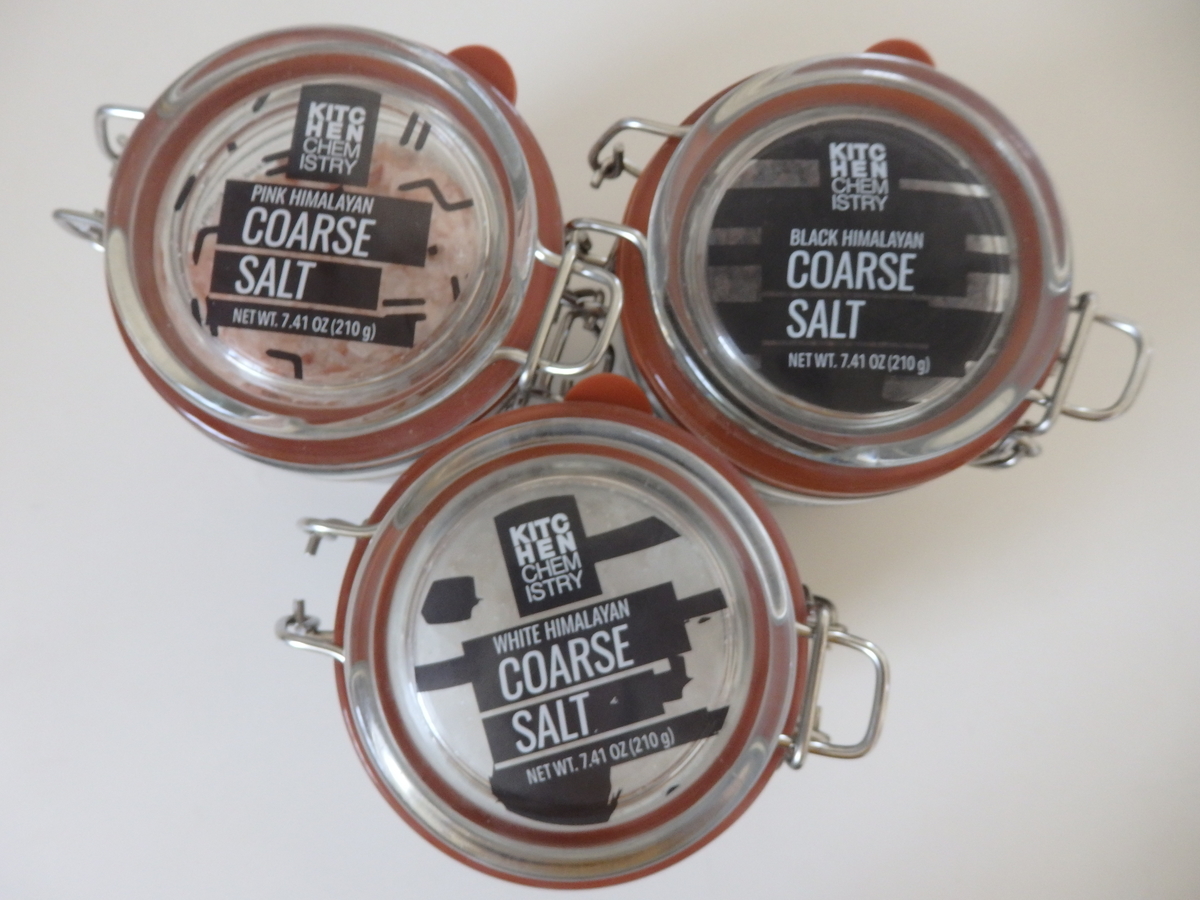 KITC
HEN
CHEM
ISTRY
PINK HIMALAYAN
COARSE
SALT
NET WT. 7.41 OZ (210 g)
KITC
HEN
CHEM
ISTRY
BLACK HIMALAYAN
COARSE
SALT
NET WT. 7.41 OZ (210 g)
KITC
HEN
CHEM
ISTRY
WHITE HIMALAYAN
COARSE
SALT
NET WT. 7.41 OZ (210 g)